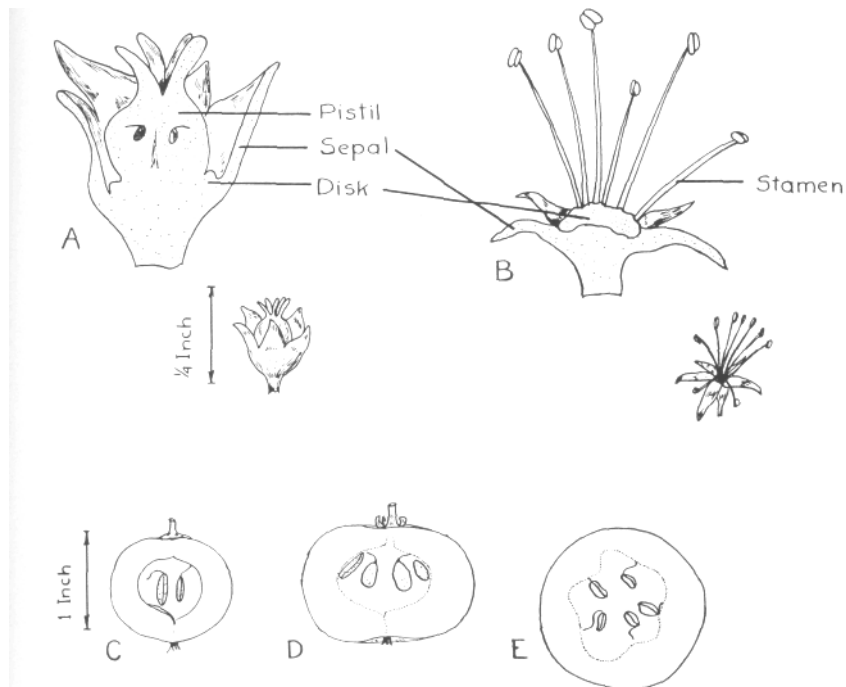 Pistil
Sepal
Disk
Stamen
A
B
¼ Inch
1 Inch
C
D
E